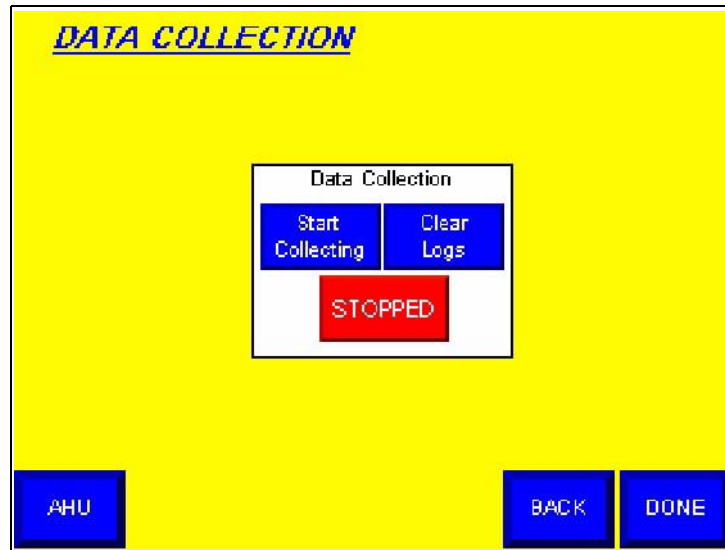 DATA COLLECTION
Data Collection
Start
Collecting
Clear
Logs
STOPPED
AHU
BACK
DONE